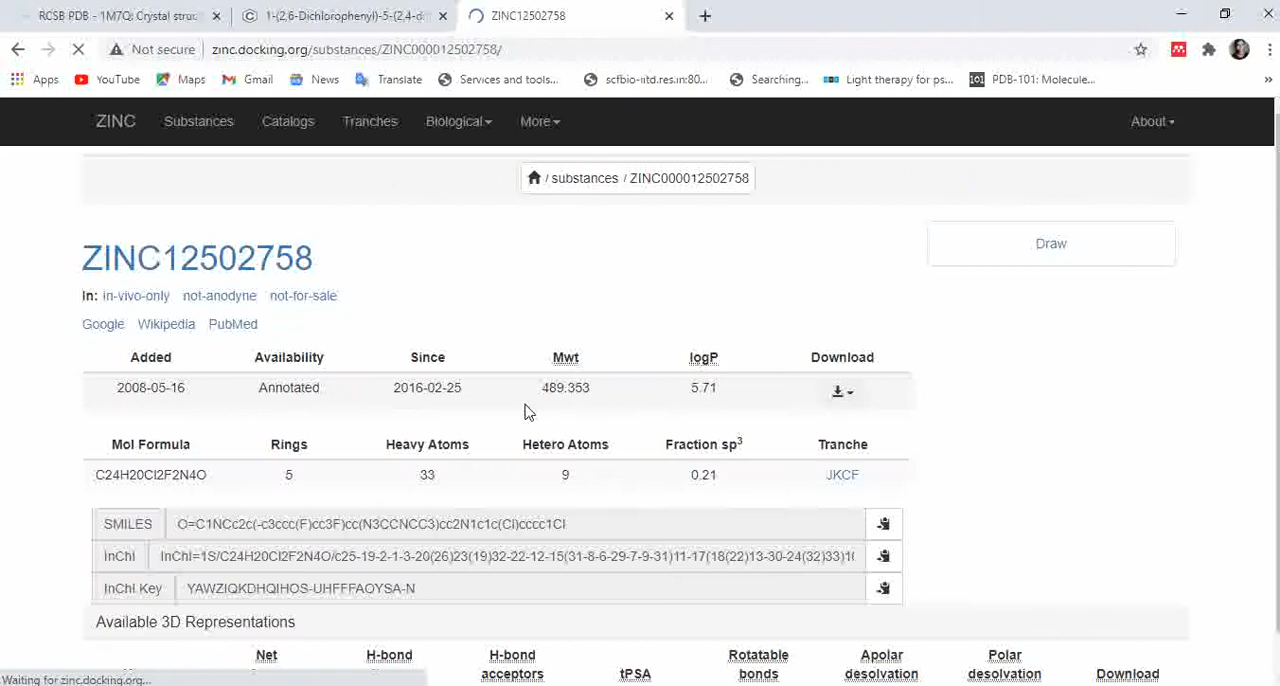 RCSB PDB - 1M7Q: Crystal struc
1-(2,6-Dichlorophenyl)-5-(2,4-d
ZINC12502758
Not secure
zinc.docking.org/substances/ZINC000012502758/
Apps YouTube Maps Gmail News Translate Services and tools... scfbio-iitd.res.in:80... Searching... Light therapy for ps... PDB-101: Molecule... »
ZINC Substances Catalogs Tranches Biological More About
/ substances / ZINC000012502758
Draw
ZINC12502758
In: in-vivo-only not-anodyne not-for-sale
Google Wikipedia PubMed
Added Availability Since Mwt logP Download
2008-05-16 Annotated 2016-02-25 489.353 5.71
Mol Formula Rings Heavy Atoms Hetero Atoms Fraction sp3 Tranche
C24H20Cl2F2N4O 5 33 9 0.21 JKCF
SMILES O=C1NCc2c(-c3ccc(F)cc3F)cc(N3CCNCC3)cc2N1c1c(Cl)cccc1Cl
InChI InChI=1S/C24H20Cl2F2N4O/c25-19-2-1-3-20(26)23(19)32-22-12-15(31-8-6-29-7-9-31)11-17(18(22)13-30-24(32)33)1
InChI Key YAWZIQKDHQIHOS-UHFFFAOYSA-N
Available 3D Representations
Net H-bond H-bond Rotatable Apolar Polar
acceptors tPSA bonds desolvation desolvation Download
Waiting for zinc.docking.org...